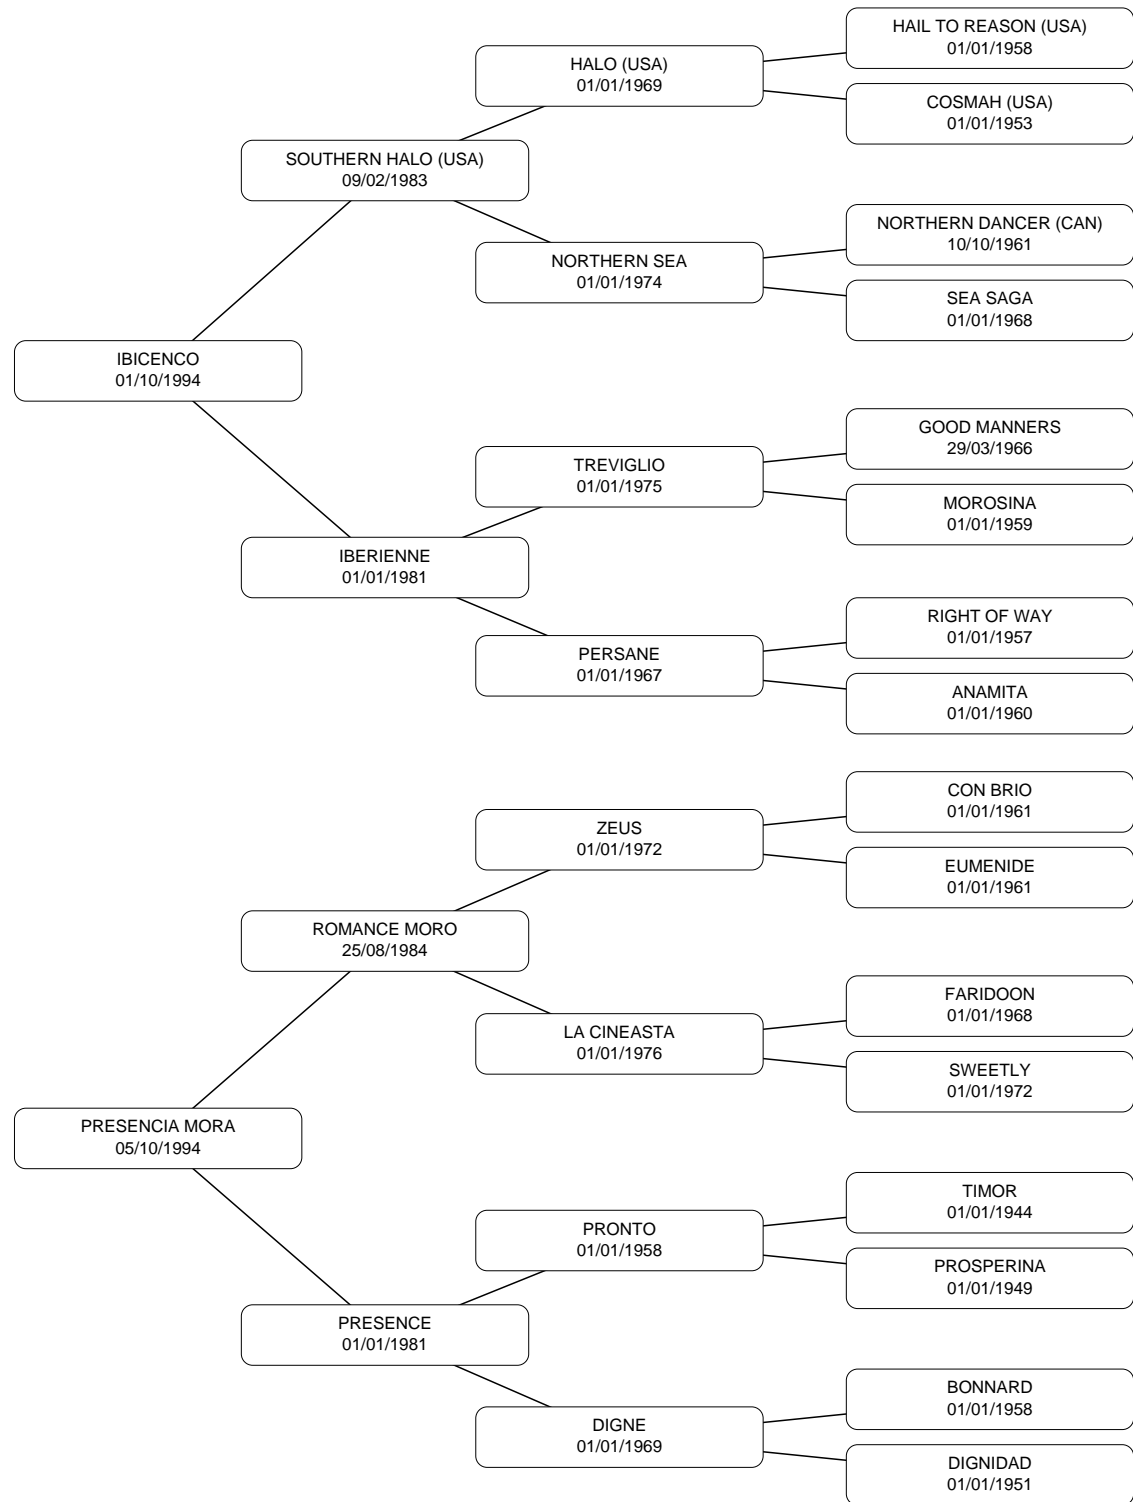 HAIL TO REASON (USA)
01/01/1958
HALO (USA)
01/01/1969
COSMAH (USA)
01/01/1953
SOUTHERN HALO (USA)
09/02/1983
NORTHERN DANCER (CAN)
10/10/1961
NORTHERN SEA
01/01/1974
SEA SAGA
01/01/1968
IBICENCO
01/10/1994
GOOD MANNERS
29/03/1966
TREVIGLIO
01/01/1975
MOROSINA
01/01/1959
IBERIENNE
01/01/1981
RIGHT OF WAY
01/01/1957
PERSANE
01/01/1967
ANAMITA
01/01/1960
CON BRIO
01/01/1961
ZEUS
01/01/1972
EUMENIDE
01/01/1961
ROMANCE MORO
25/08/1984
FARIDOON
01/01/1968
LA CINEASTA
01/01/1976
SWEETLY
01/01/1972
PRESENCIA MORA
05/10/1994
TIMOR
01/01/1944
PRONTO
01/01/1958
PROSPERINA
01/01/1949
PRESENCE
01/01/1981
BONNARD
01/01/1958
DIGNE
01/01/1969
DIGNIDAD
01/01/1951